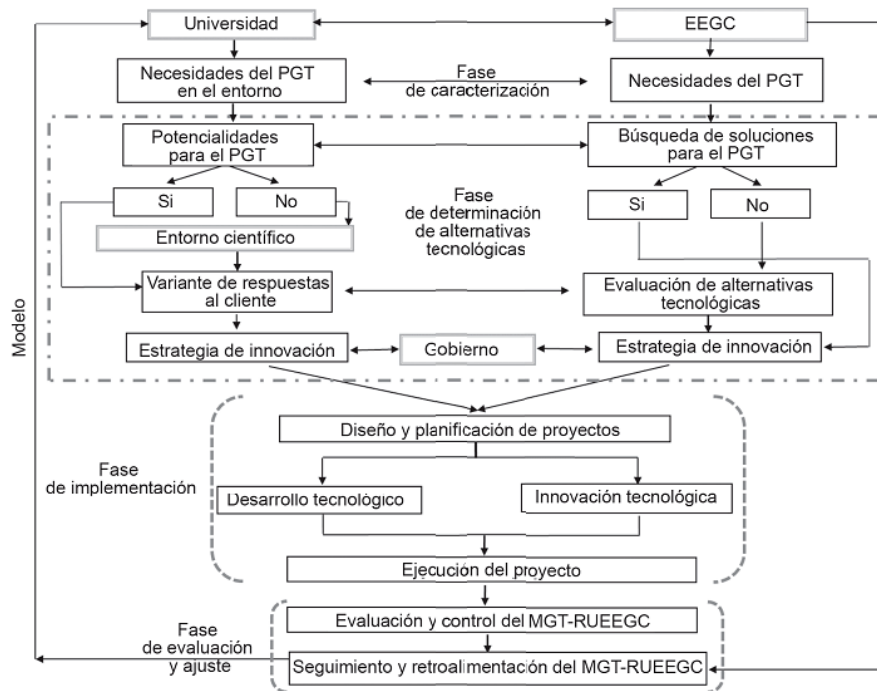 Universidad
EEGC
Necesidades del PGT
en el entorno
Fase
de caracterización
Necesidades del PGT
Potencialidades
para el PGT
Búsqueda de soluciones
para el PGT
Si
No
Fase
de determinación
de alternativas
tecnológicas
Si
No
Entorno científico
Variante de respuestas
al cliente
Evaluación de alternativas
tecnológicas
Modelo
Estrategia de innovación
Gobierno
Estrategia de innovación
Diseño y planificación de proyectos
Fase
de implementación
Desarrollo tecnológico
Innovación tecnológica
Ejecución del proyecto
Fase
de evaluación
y ajuste
Evaluación y control del MGT-RUEEGC
Seguimiento y retroalimentación del MGT-RUEEGC